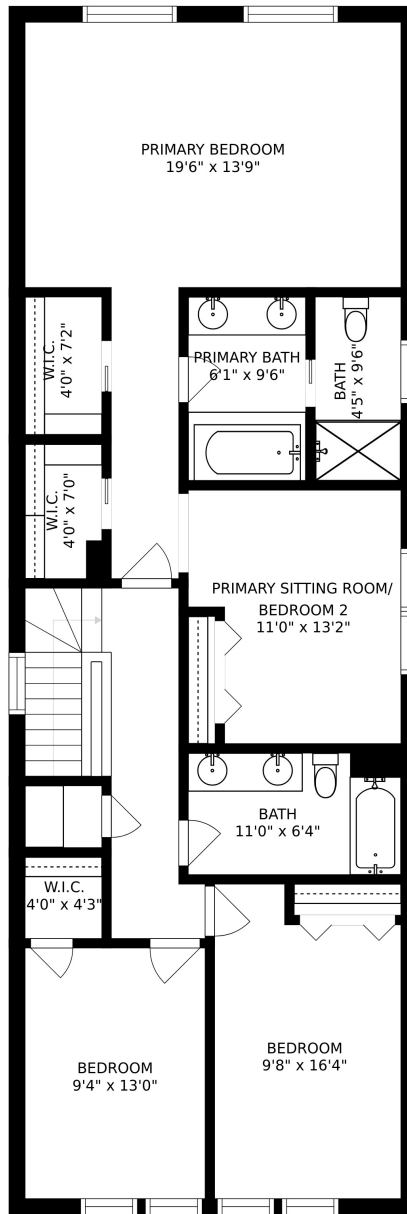 PRIMARY BEDROOM
19'6" x 13'9"
W.I.C.
4'0" x 7'2"
PRIMARY BATH
6'1" x 9'6"
BATH
4'5" x 9'6"
W.I.C.
4'0" x 7'0"
PRIMARY SITTING ROOM/
BEDROOM 2
11'0" x 13'2"
BATH
11'0" x 6'4"
W.I.C.
4'0" x 4'3"
BEDROOM
9'4" x 13'0"
BEDROOM
9'8" x 16'4"